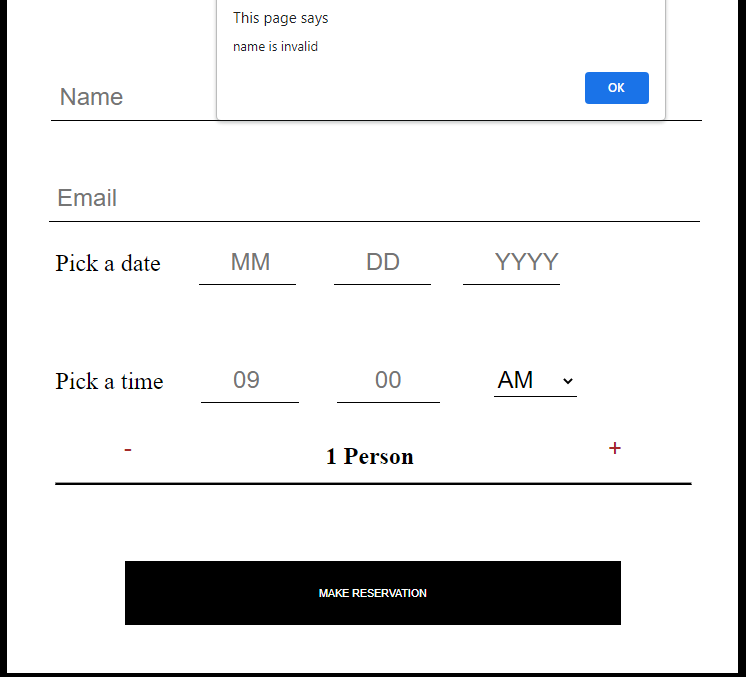 This page says
name is invalid
OK
Name
Email
Pick a date MM DD YYYY
Pick a time 09 00 AM
- 1 Person +
MAKE RESERVATION